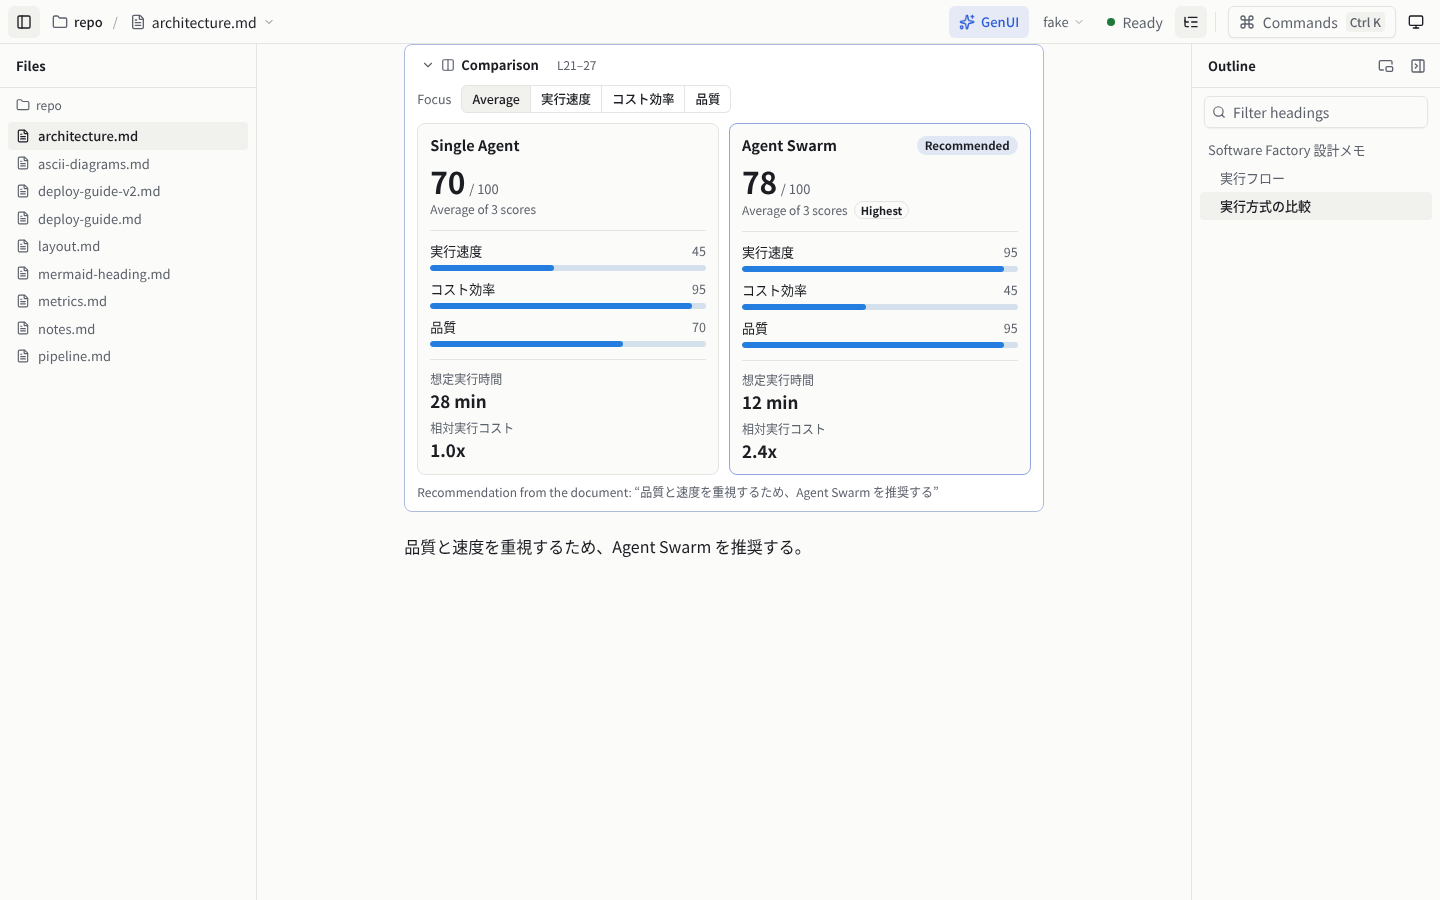 repo / architecture.md
GenUI
fake
Ready
Commands Ctrl K
Files
repo
architecture.md
ascii-diagrams.md
deploy-guide-v2.md
deploy-guide.md
layout.md
mermaid-heading.md
metrics.md
notes.md
pipeline.md
Comparison L21–27
Focus Average 実行速度 コスト効率 品質
Single Agent
70 / 100
Average of 3 scores
実行速度 45
コスト効率 95
品質 70
想定実行時間
28 min
相対実行コスト
1.0x
Agent Swarm Recommended
78 / 100
Average of 3 scores Highest
実行速度 95
コスト効率 45
品質 95
想定実行時間
12 min
相対実行コスト
2.4x
Recommendation from the document: “品質と速度を重視するため、Agent Swarm を推奨する”
品質と速度を重視するため、Agent Swarm を推奨する。
Outline
Filter headings
Software Factory 設計メモ
実行フロー
実行方式の比較